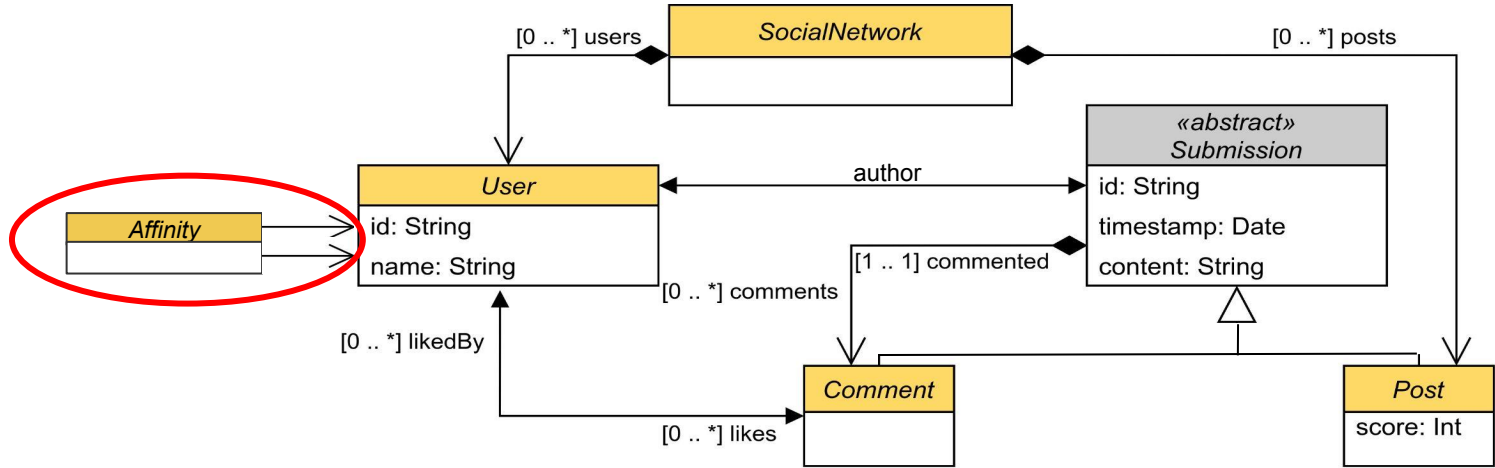 SocialNetwork
[0 .. *] users
[0 .. *] posts
«abstract»
Submission
id: String
timestamp: Date
content: String
author
User
id: String
name: String
Affinity
[1 .. 1] commented
[0 .. *] comments
[0 .. *] likedBy
[0 .. *] likes
Comment
Post
score: Int